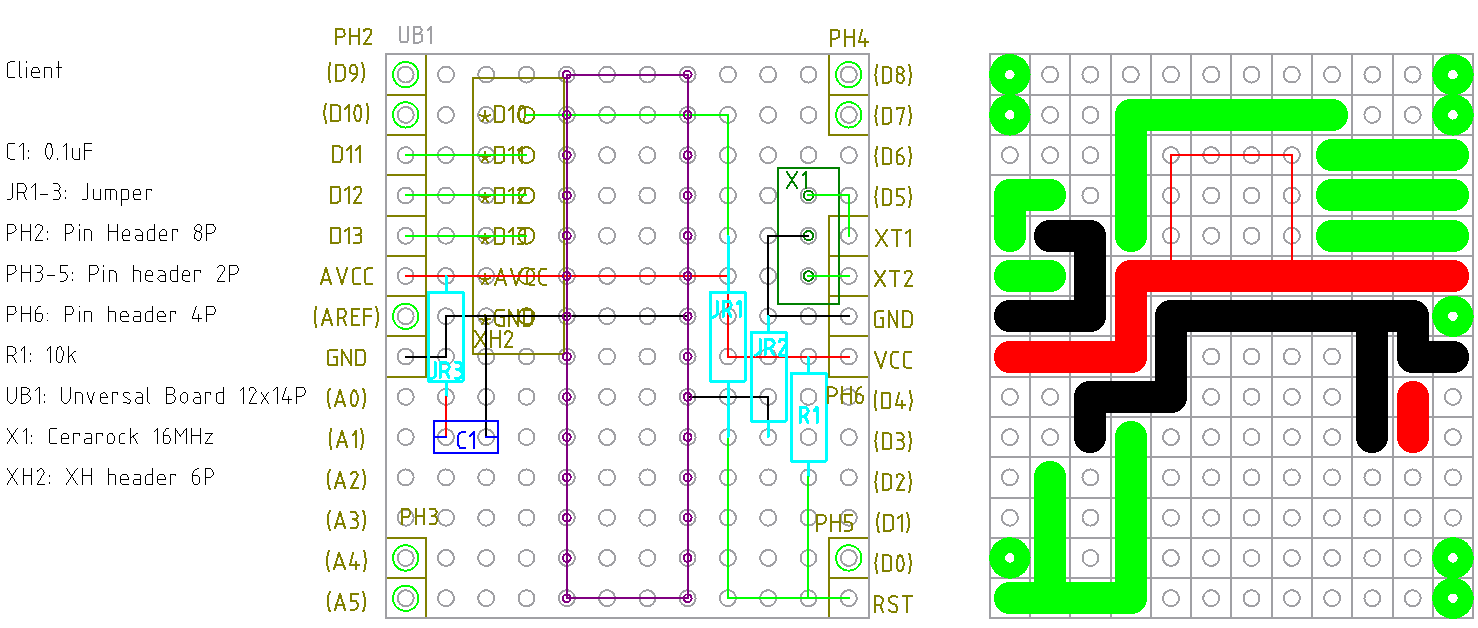 PH2 UB1 PH4
Client (D9) (D8)
(D10) *D10 (D7)
C1: 0.1uF D11 *D11 (D6)
JR1-3: Jumper D12 *D12 X1 (D5)
PH2: Pin Header 8P D13 *D13 XT1
PH3-5: Pin header 2P AVCC *AVCC XT2
PH6: Pin header 4P (AREF) *GND JR1 GND
R1: 10k GND JR3 XH2 JR2 VCC
UB1: Unversal Board 12x14P (A0) R1 PH6 (D4)
X1: Cerarock 16MHz (A1) C1 (D3)
XH2: XH header 6P (A2) (D2)
(A3) PH3 PH5 (D1)
(A4) (D0)
(A5) RST